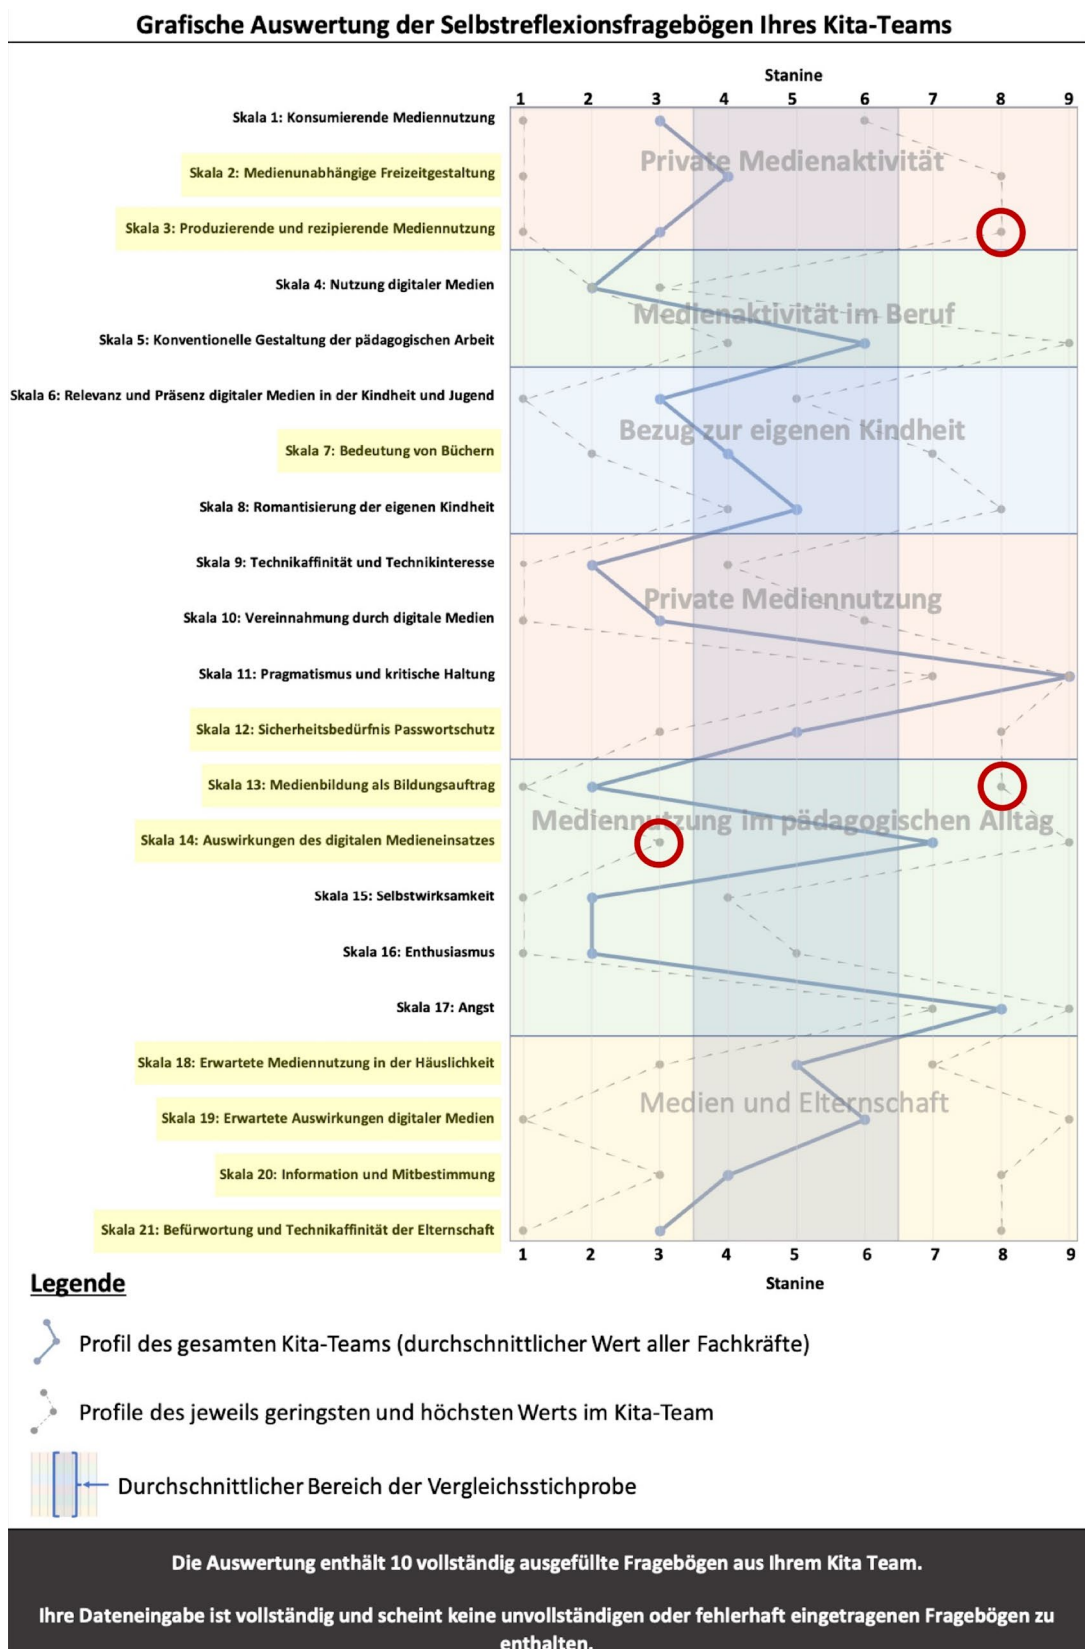 Grafische Auswertung der Selbstreflexionsfragebögen Ihres Kita-Teams
Stanine
1 2 3 4 5 6 7 8 9
Skala 1: Konsumierende Mediennutzung
Private Medienaktivität
Skala 2: Medienunabhängige Freizeitgestaltung
Skala 3: Produzierende und rezipierende Mediennutzung
Skala 4: Nutzung digitaler Medien
Medienaktivität im Beruf
Skala 5: Konventionelle Gestaltung der pädagogischen Arbeit
Skala 6: Relevanz und Präsenz digitaler Medien in der Kindheit und Jugend
Bezug zur eigenen Kindheit
Skala 7: Bedeutung von Büchern
Skala 8: Romantisierung der eigenen Kindheit
Skala 9: Technikaffinität und Technikinteresse
Private Mediennutzung
Skala 10: Vereinnahmung durch digitale Medien
Skala 11: Pragmatismus und kritische Haltung
Skala 12: Sicherheitsbedürfnis Passwortschutz
Skala 13: Medienbildung als Bildungsauftrag
Mediennutzung im pädagogischen Alltag
Skala 14: Auswirkungen des digitalen Medieneinsatzes
Skala 15: Selbstwirksamkeit
Skala 16: Enthusiasmus
Skala 17: Angst
Skala 18: Erwartete Mediennutzung in der Häuslichkeit
Medien und Elternschaft
Skala 19: Erwartete Auswirkungen digitaler Medien
Skala 20: Information und Mitbestimmung
Skala 21: Befürwortung und Technikaffinität der Elternschaft
1 2 3 4 5 6 7 8 9
Stanine
Legende
Profil des gesamten Kita-Teams (durchschnittlicher Wert aller Fachkräfte)
Profile des jeweils geringsten und höchsten Werts im Kita-Team
Durchschnittlicher Bereich der Vergleichsstichprobe
Die Auswertung enthält 10 vollständig ausgefüllte Fragebögen aus Ihrem Kita Team.
Ihre Dateneingabe ist vollständig und scheint keine unvollständigen oder fehlerhaft eingetragenen Fragebögen zu
enthalten.